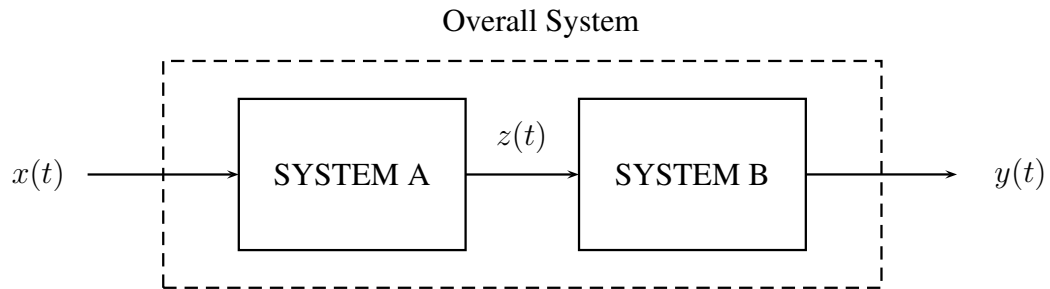 Overall System
z(t)
x(t)
SYSTEM A
SYSTEM B
y(t)